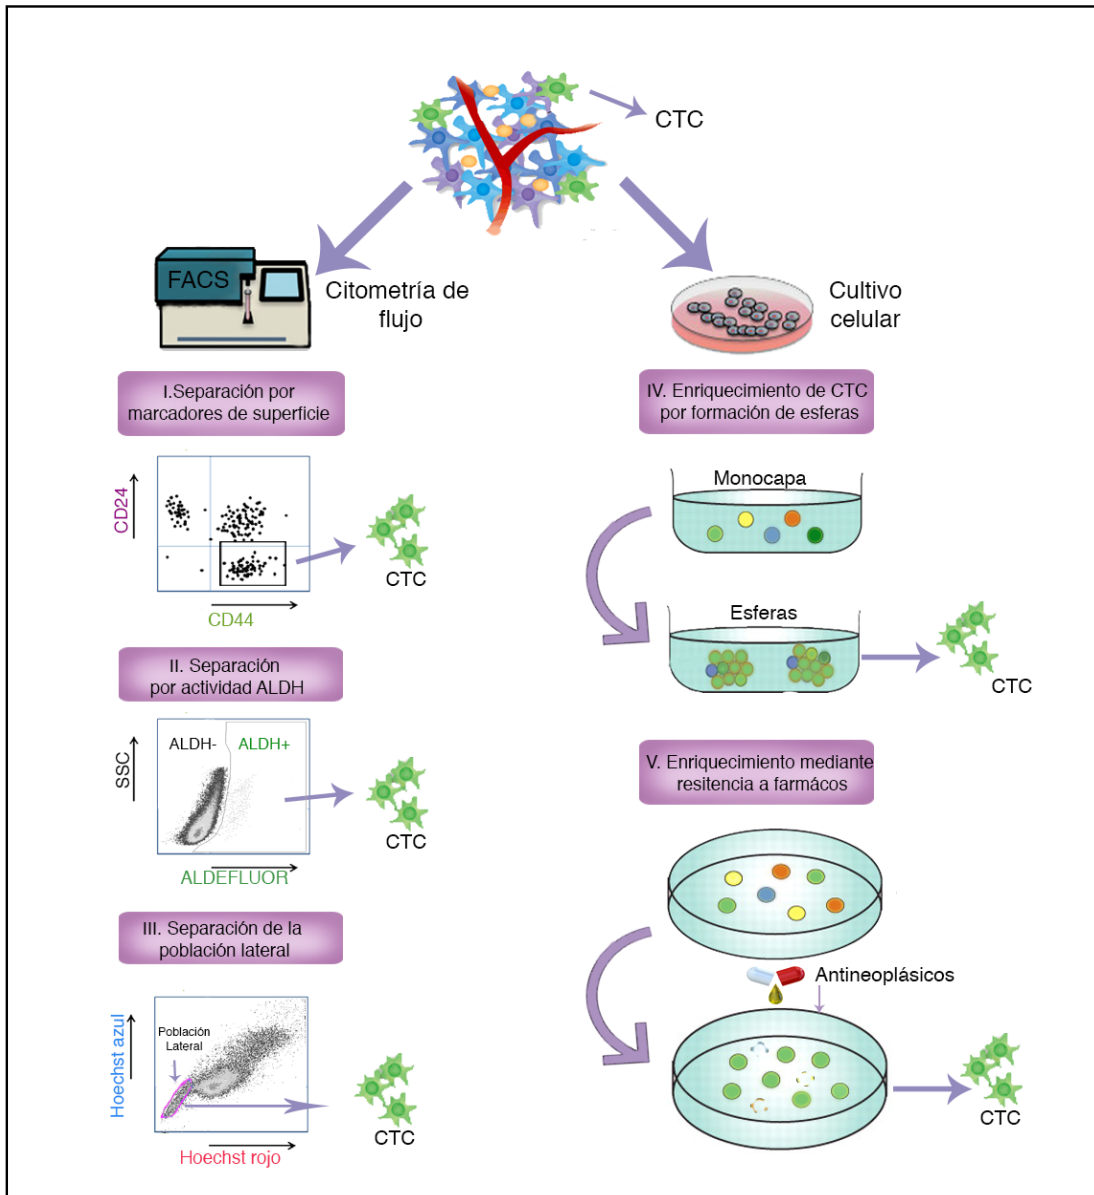 CTC
FACS
Citometría de
flujo
Cultivo
celular
I.Separación por
marcadores de superficie
CD24
CD44
CTC
II. Separación
por actividad ALDH
SSC
ALDH-
ALDH+
ALDEFLUOR
CTC
III. Separación de la
población lateral
Hoechst azul
Población
Lateral
Hoechst rojo
CTC
IV. Enriquecimiento de CTC
por formación de esferas
Monocapa
Esferas
CTC
V. Enriquecimiento mediante
resitencia a farmácos
Antineoplásicos
CTC